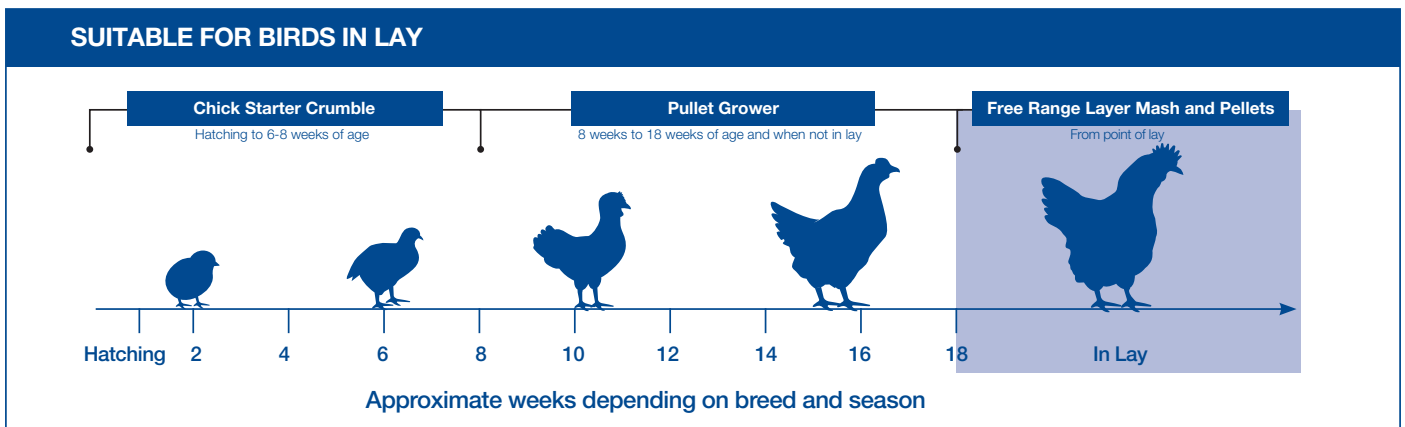 SUITABLE FOR BIRDS IN LAY
Chick Starter Crumble
Hatching to 6-8 weeks of age
Pullet Grower
8 weeks to 18 weeks of age and when not in lay
Free Range Layer Mash and Pellets
From point of lay
Hatching 2 4 6 8 10 12 14 16 18 In Lay
Approximate weeks depending on breed and season